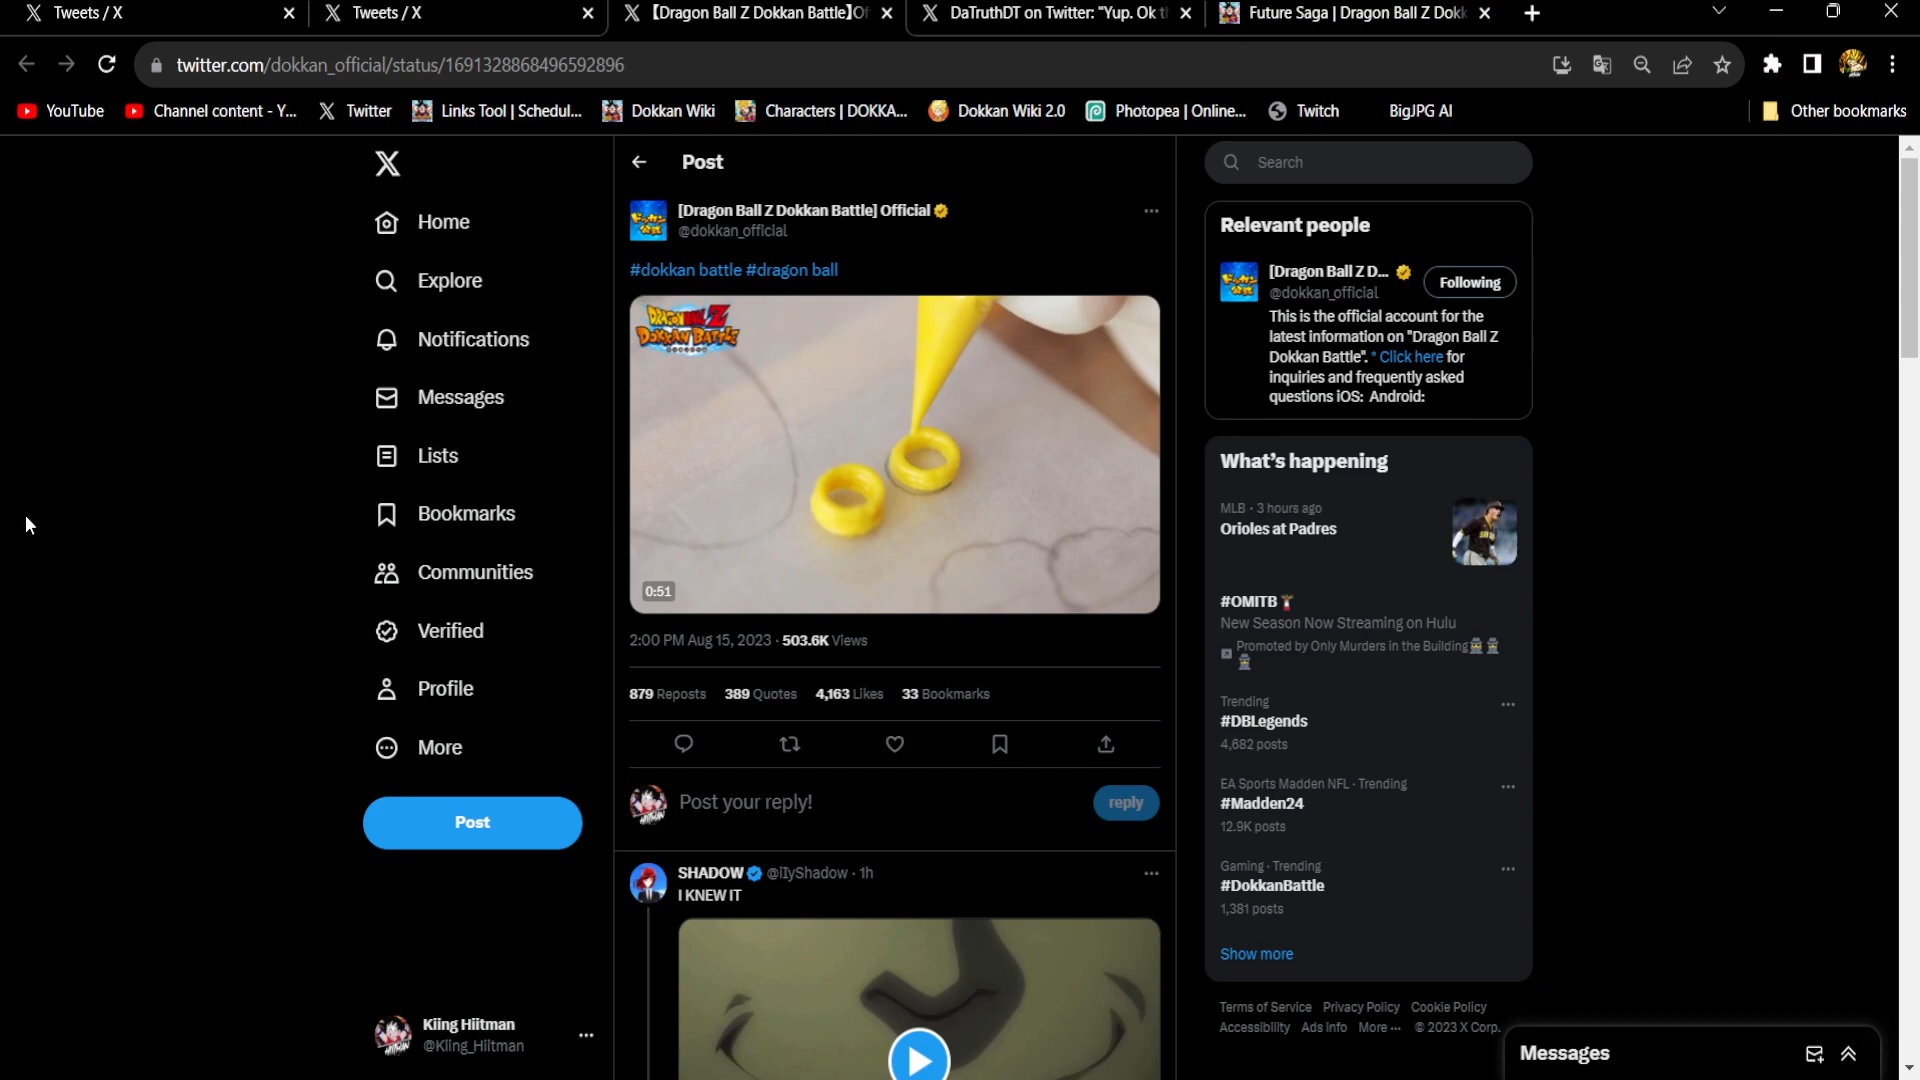 Tweets / X
Tweets / X
【Dragon Ball Z Dokkan Battle】Of
DaTruthDT on Twitter: "Yup. Ok th
Future Saga | Dragon Ball Z Dokk
twitter.com/dokkan_official/status/1691328868496592896
YouTube
Channel content - Y...
Twitter
Links Tool | Schedul...
Dokkan Wiki
Characters | DOKKA...
Dokkan Wiki 2.0
Photopea | Online...
Twitch
BigJPG AI
Other bookmarks
Home
Explore
Notifications
Messages
Lists
Bookmarks
Communities
Verified
Profile
More
Post
Kiing Hiitman
@Kiing_Hiitman
Post
[Dragon Ball Z Dokkan Battle] Official
@dokkan_official
#dokkan battle #dragon ball
DRAGON BALL Z
DOKKAN BATTLE
0:51
2:00 PM Aug 15, 2023 · 503.6K Views
879 Reposts 389 Quotes 4,163 Likes 33 Bookmarks
Post your reply!
reply
SHADOW @IIyShadow · 1h
I KNEW IT
Search
Relevant people
[Dragon Ball Z D...
@dokkan_official
Following
This is the official account for the
latest information on "Dragon Ball Z
Dokkan Battle". * Click here for
inquiries and frequently asked
questions iOS: Android:
What's happening
MLB · 3 hours ago
Orioles at Padres
#OMITB
New Season Now Streaming on Hulu
Promoted by Only Murders in the Building
Trending
#DBLegends
4,682 posts
EA Sports Madden NFL · Trending
#Madden24
12.9K posts
Gaming · Trending
#DokkanBattle
1,381 posts
Show more
Terms of Service Privacy Policy Cookie Policy
Accessibility Ads info More ··· © 2023 X Corp.
Messages